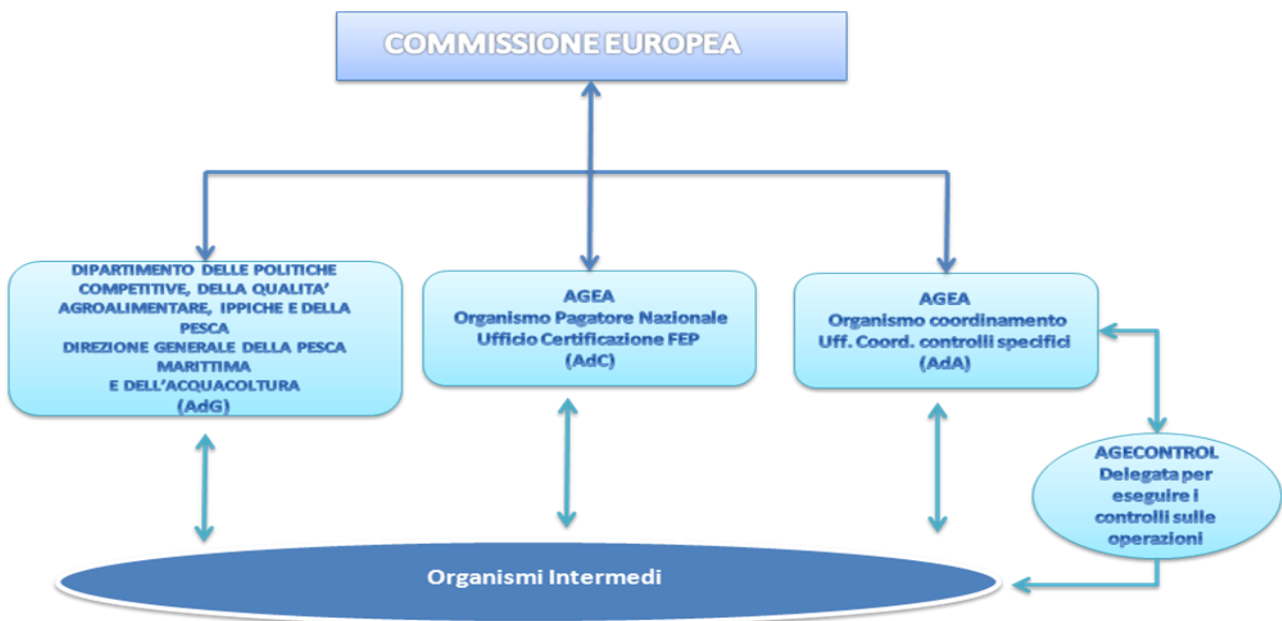 COMMISSIONE EUROPEA
DIPARTIMENTO DELLE POLITICHE
COMPETITIVE, DELLA QUALITA’
AGROALIMENTARE, IPPICHE E DELLA
PESCA
DIREZIONE GENERALE DELLA PESCA
MARITTIMA
E DELL’ACQUACOLTURA
(AdG)
AGEA
Organismo Pagatore Nazionale
Ufficio Certificazione FEP
(AdC)
AGEA
Organismo coordinamento
Uff. Coord. controlli specifici
(AdA)
AGECONTROL
Delegata per
eseguire i
controlli sulle
operazioni
Organismi Intermedi